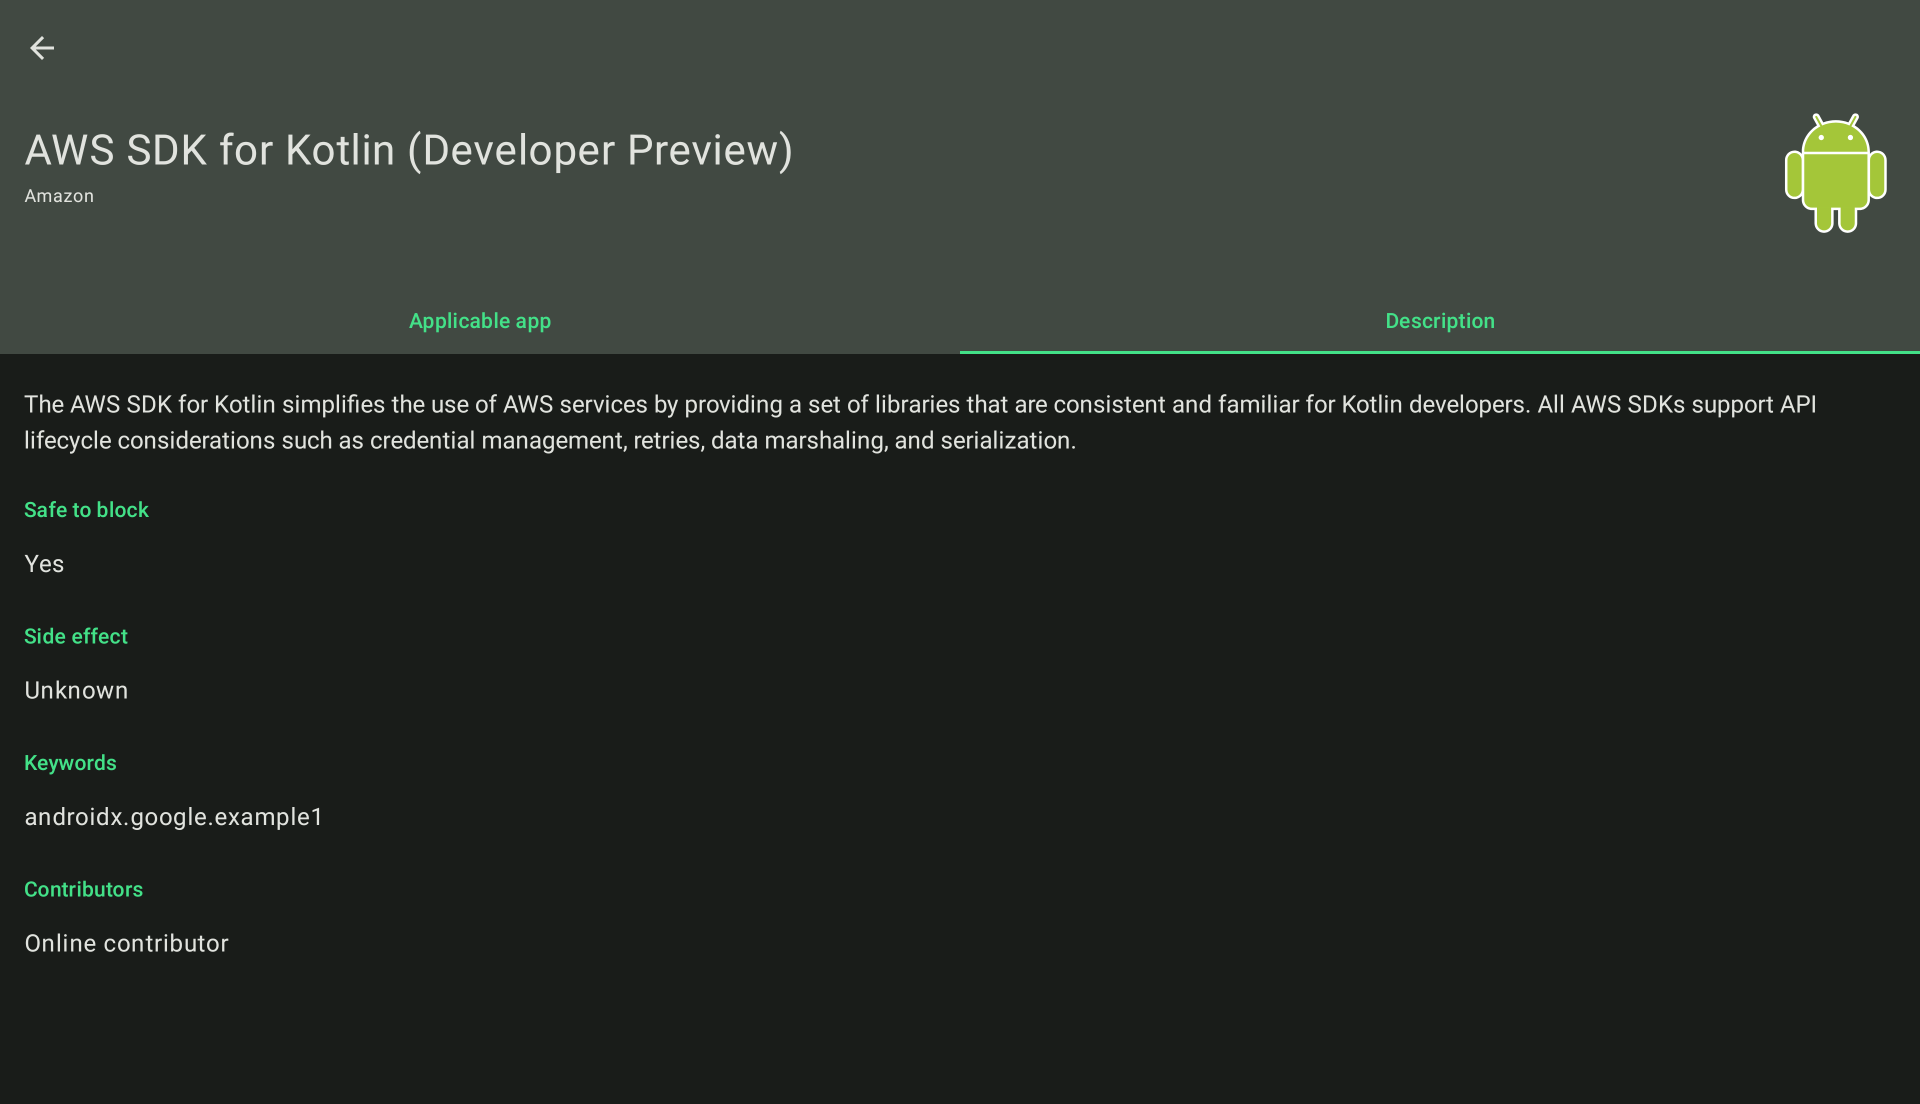 AWS SDK for Kotlin (Developer Preview)
Amazon
Applicable app
Description
The AWS SDK for Kotlin simplifies the use of AWS services by providing a set of libraries that are consistent and familiar for Kotlin developers. All AWS SDKs support API
lifecycle considerations such as credential management, retries, data marshaling, and serialization.
Safe to block
Yes
Side effect
Unknown
Keywords
androidx.google.example1
Contributors
Online contributor